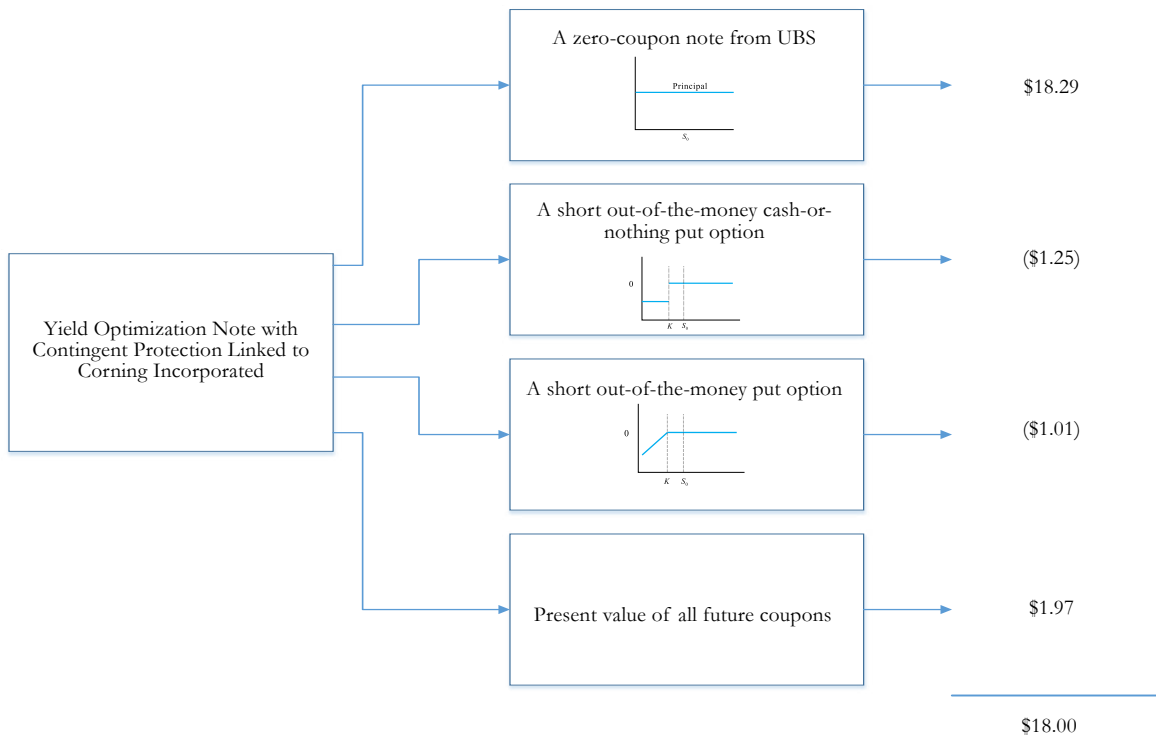 A zero-coupon note from UBS
Principal
S₀
$18.29
A short out-of-the-money cash-or-
nothing put option
0
K S₀
($1.25)
Yield Optimization Note with
Contingent Protection Linked to
Corning Incorporated
A short out-of-the-money put option
0
K S₀
($1.01)
Present value of all future coupons
$1.97
$18.00